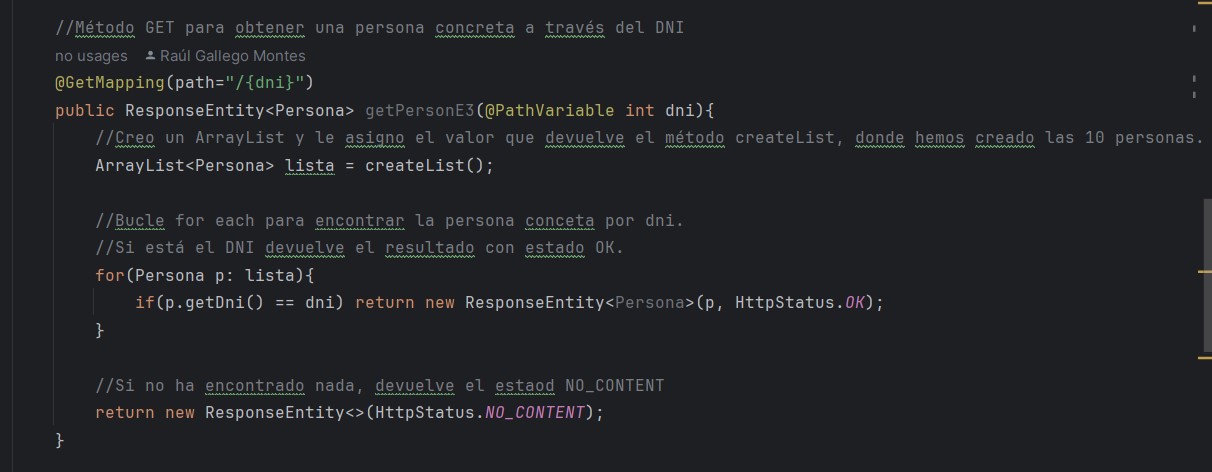 //Método GET para obtener una persona concreta a través del DNI
no usages Raúl Gallego Montes
@GetMapping(path="/{dni}")
public ResponseEntity<Persona> getPersonE3(@PathVariable int dni){
//Creo un ArrayList y le asigno el valor que devuelve el método createList, donde hemos creado las 10 personas.
ArrayList<Persona> lista = createList();
//Bucle for each para encontrar la persona conceta por dni.
//Si está el DNI devuelve el resultado con estado OK.
for(Persona p: lista){
if(p.getDni() == dni) return new ResponseEntity<Persona>(p, HttpStatus.OK);
}
//Si no ha encontrado nada, devuelve el estaod NO_CONTENT
return new ResponseEntity<>(HttpStatus.NO_CONTENT);
}